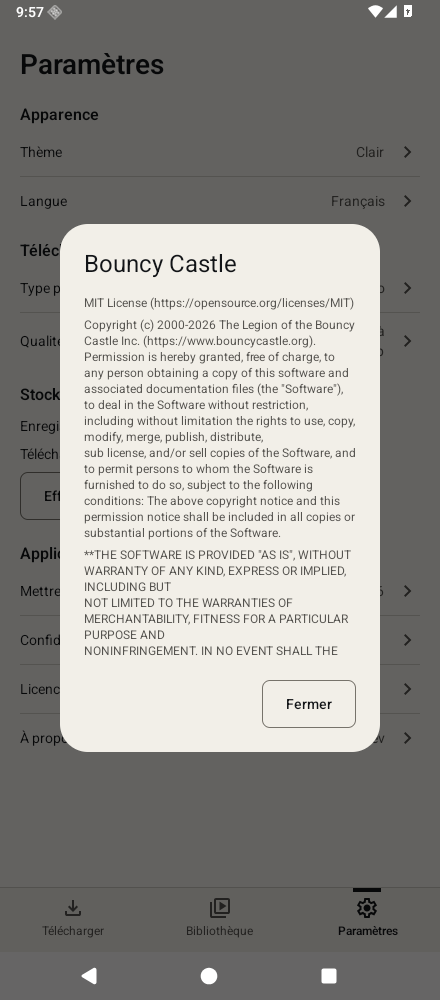 9:57
Paramètres
Apparence
Thème
Clair
Langue
Français
Bouncy Castle
MIT License (https://opensource.org/licenses/MIT)
Copyright (c) 2000-2026 The Legion of the Bouncy
Castle Inc. (https://www.bouncycastle.org).
Permission is hereby granted, free of charge, to
any person obtaining a copy of this software and
associated documentation files (the "Software"),
to deal in the Software without restriction,
including without limitation the rights to use, copy,
modify, merge, publish, distribute,
sub license, and/or sell copies of the Software, and
to permit persons to whom the Software is
furnished to do so, subject to the following
conditions: The above copyright notice and this
permission notice shall be included in all copies or
substantial portions of the Software.
**THE SOFTWARE IS PROVIDED "AS IS", WITHOUT
WARRANTY OF ANY KIND, EXPRESS OR IMPLIED,
INCLUDING BUT
NOT LIMITED TO THE WARRANTIES OF
MERCHANTABILITY, FITNESS FOR A PARTICULAR
PURPOSE AND
NONINFRINGEMENT. IN NO EVENT SHALL THE
Fermer
Type
Mettre
À
Télécharger
Bibliothèque
Paramètres